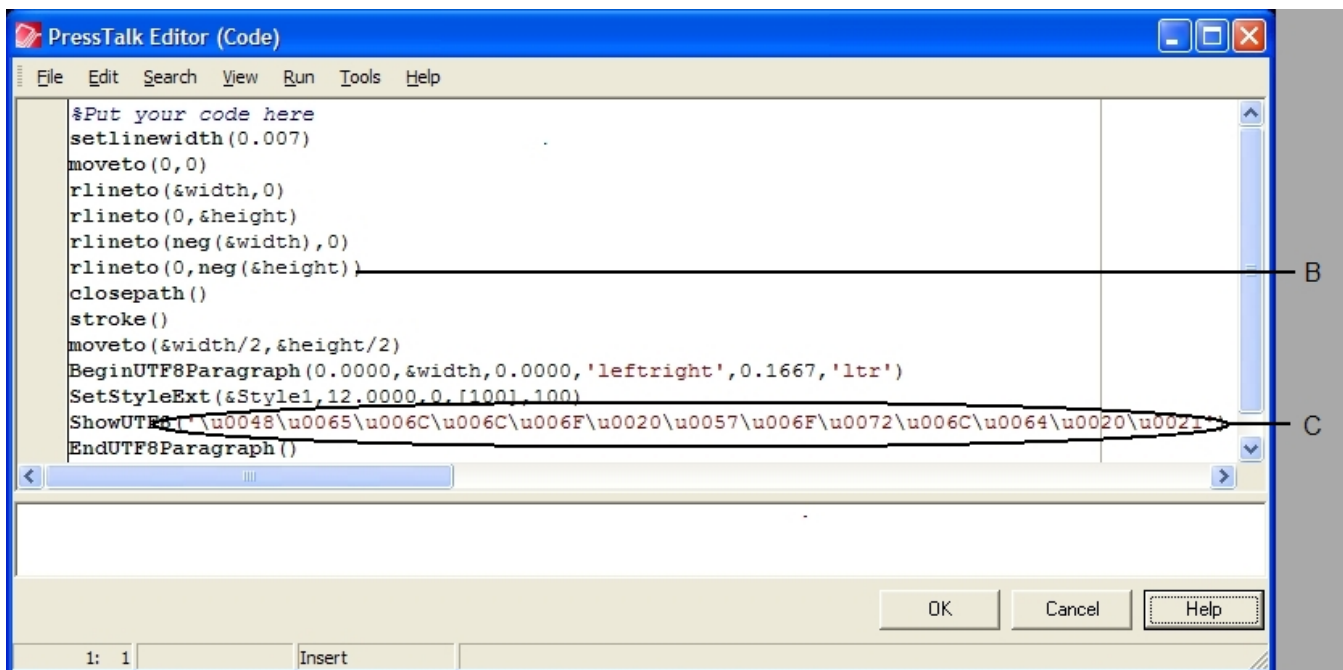 PressTalk Editor (Code)
File Edit Search View Run Tools Help
%Put your code here
setlinewidth(0.007)
moveto(0,0)
rlineto(&width,0)
rlineto(0,&height)
rlineto(neg(&width),0)
rlineto(0,neg(&height))
B
closepath()
stroke()
moveto(&width/2,&height/2)
BeginUTF8Paragraph(0.0000,&width,0.0000,'leftright',0.1667,'ltr')
SetStyleExt(&Style1,12.0000,0,[100],100)
ShowUTF8('\u0048\u0065\u006C\u006C\u006F\u0020\u0057\u006F\u0072\u006C\u0064\u0020\u0021')
C
EndUTF8Paragraph()
OK Cancel Help
1: 1 Insert